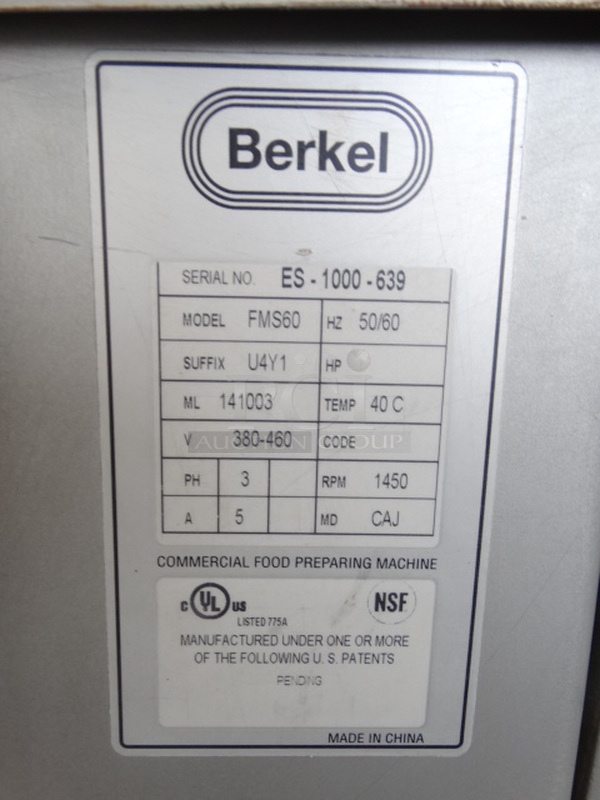 Berkel
SERIAL NO. ES - 1000 - 639
MODEL FMS60 HZ 50/60
SUFFIX U4Y1 HP
ML 141003 TEMP 40 C
V 380-460 CODE
AUCTION GROUP
PH 3 RPM 1450
A 5 MD CAJ
COMMERCIAL FOOD PREPARING MACHINE
C UL US NSF
LISTED 775A
MANUFACTURED UNDER ONE OR MORE
OF THE FOLLOWING U. S. PATENTS
PENDING
MADE IN CHINA